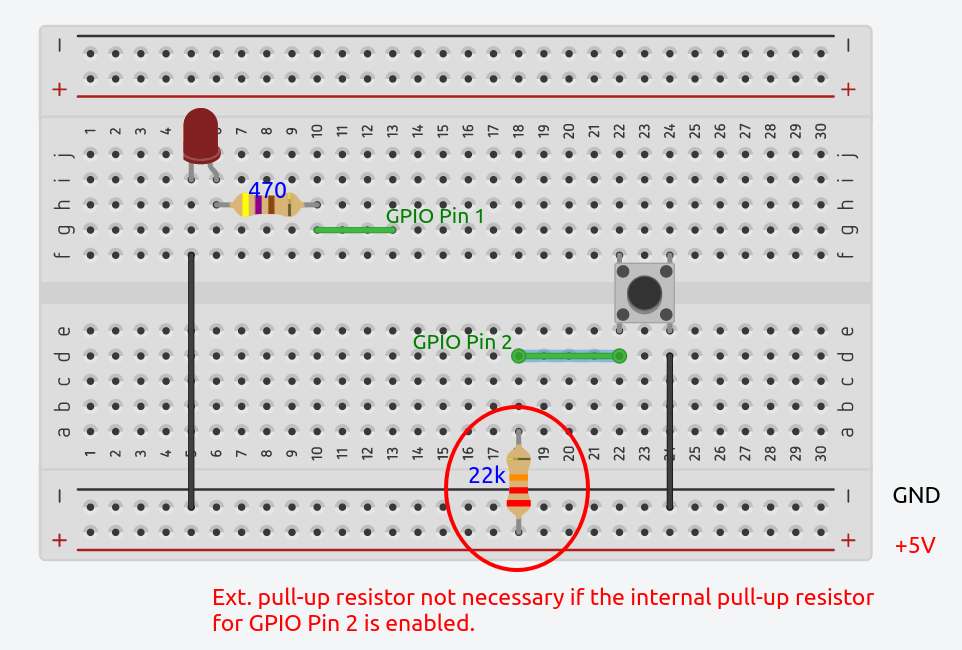 − −
+ +
1 2 3 4 7 8 9 10 11 12 13 14 15 16 17 18 19 20 21 22 23 24 25 26 27 28 29 30
j j
i i
470
h h
GPIO Pin 1
g g
f f
e e
GPIO Pin 2
d d
c c
b b
a a
1 2 3 4 5 6 7 8 9 10 11 12 13 14 15 16 17 18 19 20 21 22 23 24 25 26 27 28 29 30
22k
− − GND
+ + +5V
Ext. pull-up resistor not necessary if the internal pull-up resistor
for GPIO Pin 2 is enabled.